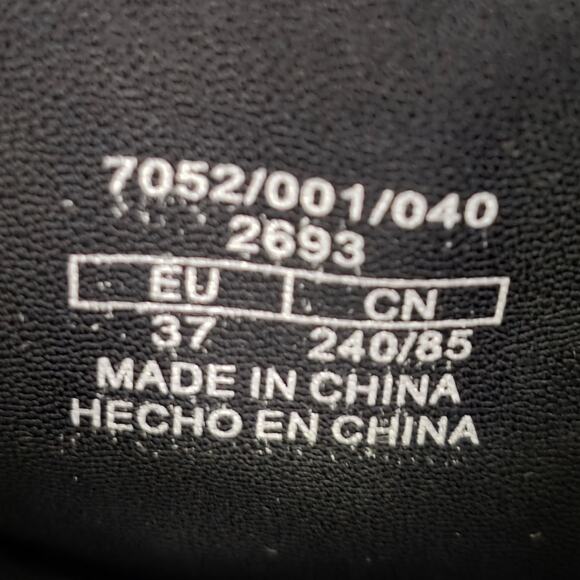 7052/001/040
2693
EU CN
37 240/85
MADE IN CHINA
HECHO EN CHINA